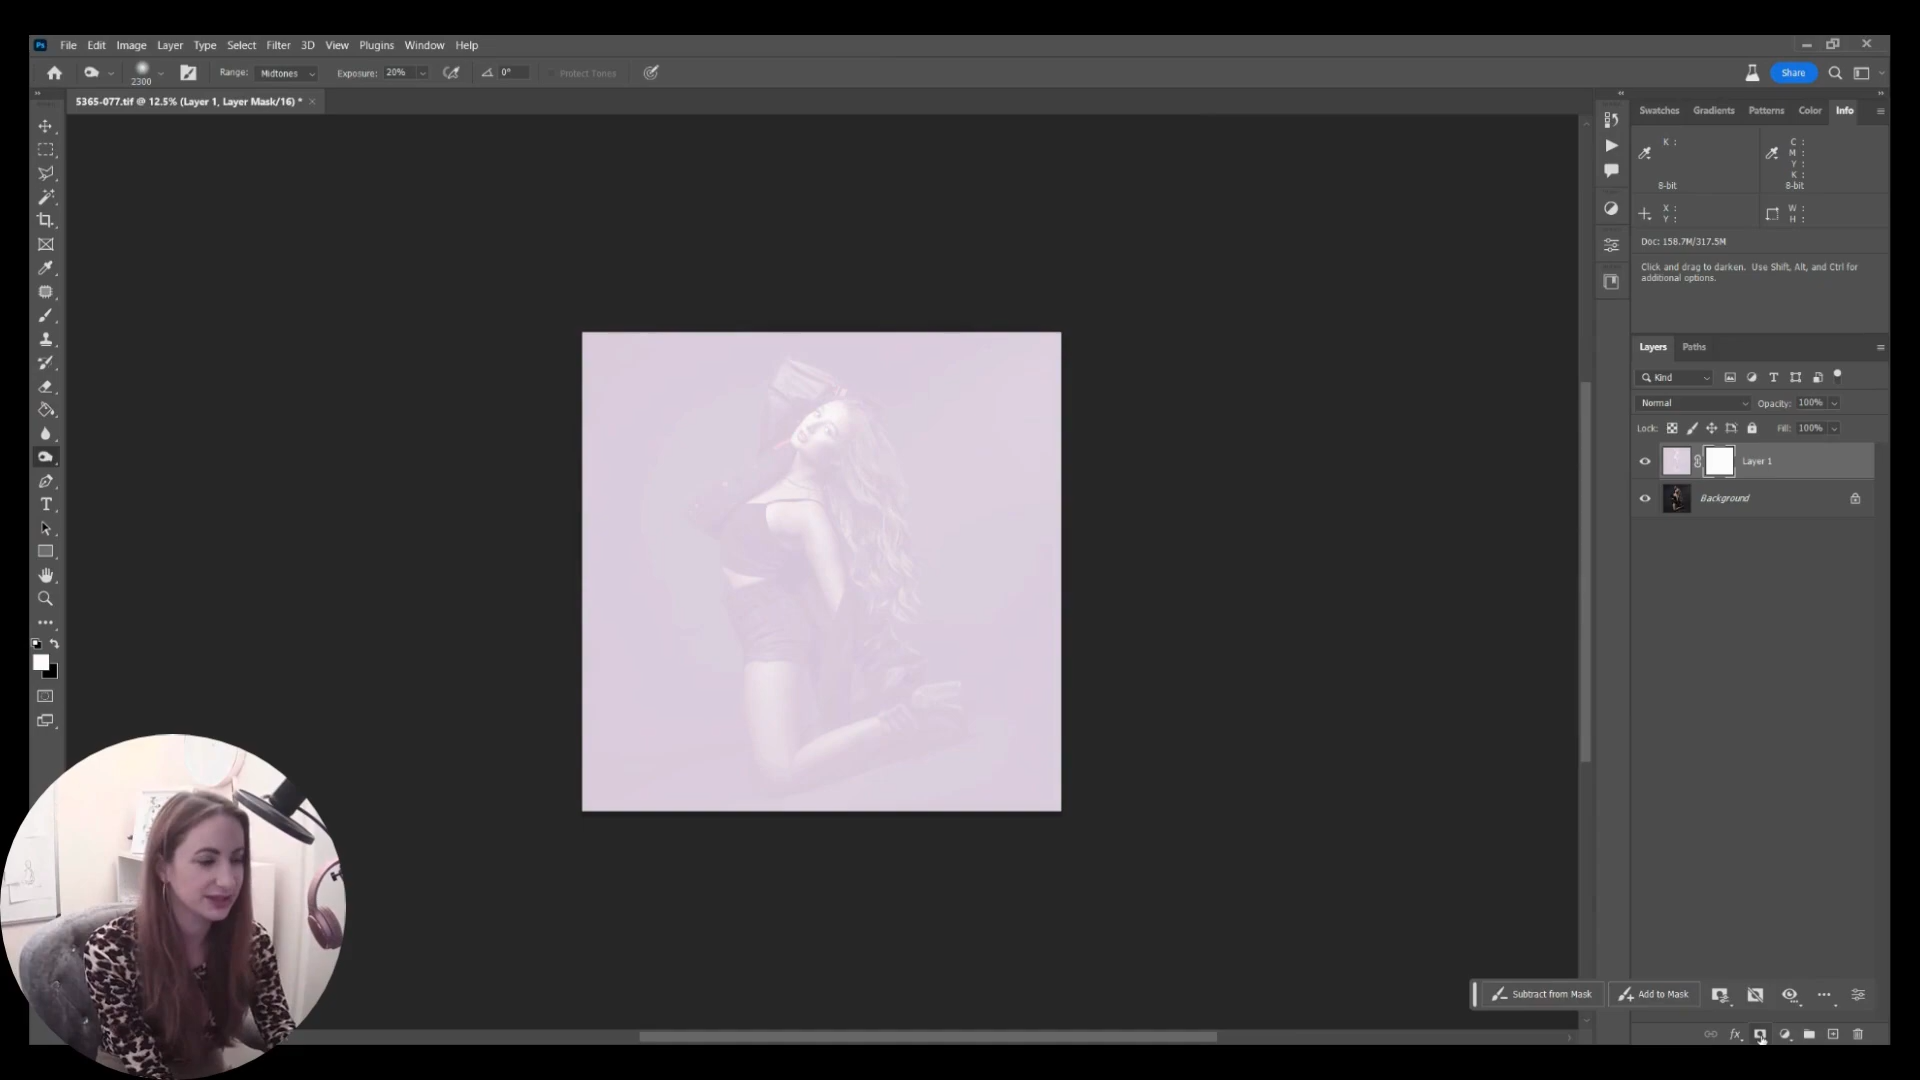 Ps File Edit Image Layer Type Select Filter 3D View Plugins Window Help
2300 Range: Midtones Exposure: 20% 0° Protect Tones Share
5365-077.tif @ 12.5% (Layer 1, Layer Mask/16) * ×
Swatches Gradients Patterns Color Info
K : C :
M :
Y :
K :
8-bit 8-bit
X : W :
Y : H :
Doc: 158.7M/317.5M
Click and drag to darken. Use Shift, Alt, and Ctrl for
additional options.
Layers Paths
Kind
Normal Opacity: 100%
Lock: Fill: 100%
Layer 1
Background
Subtract from Mask Add to Mask
fx